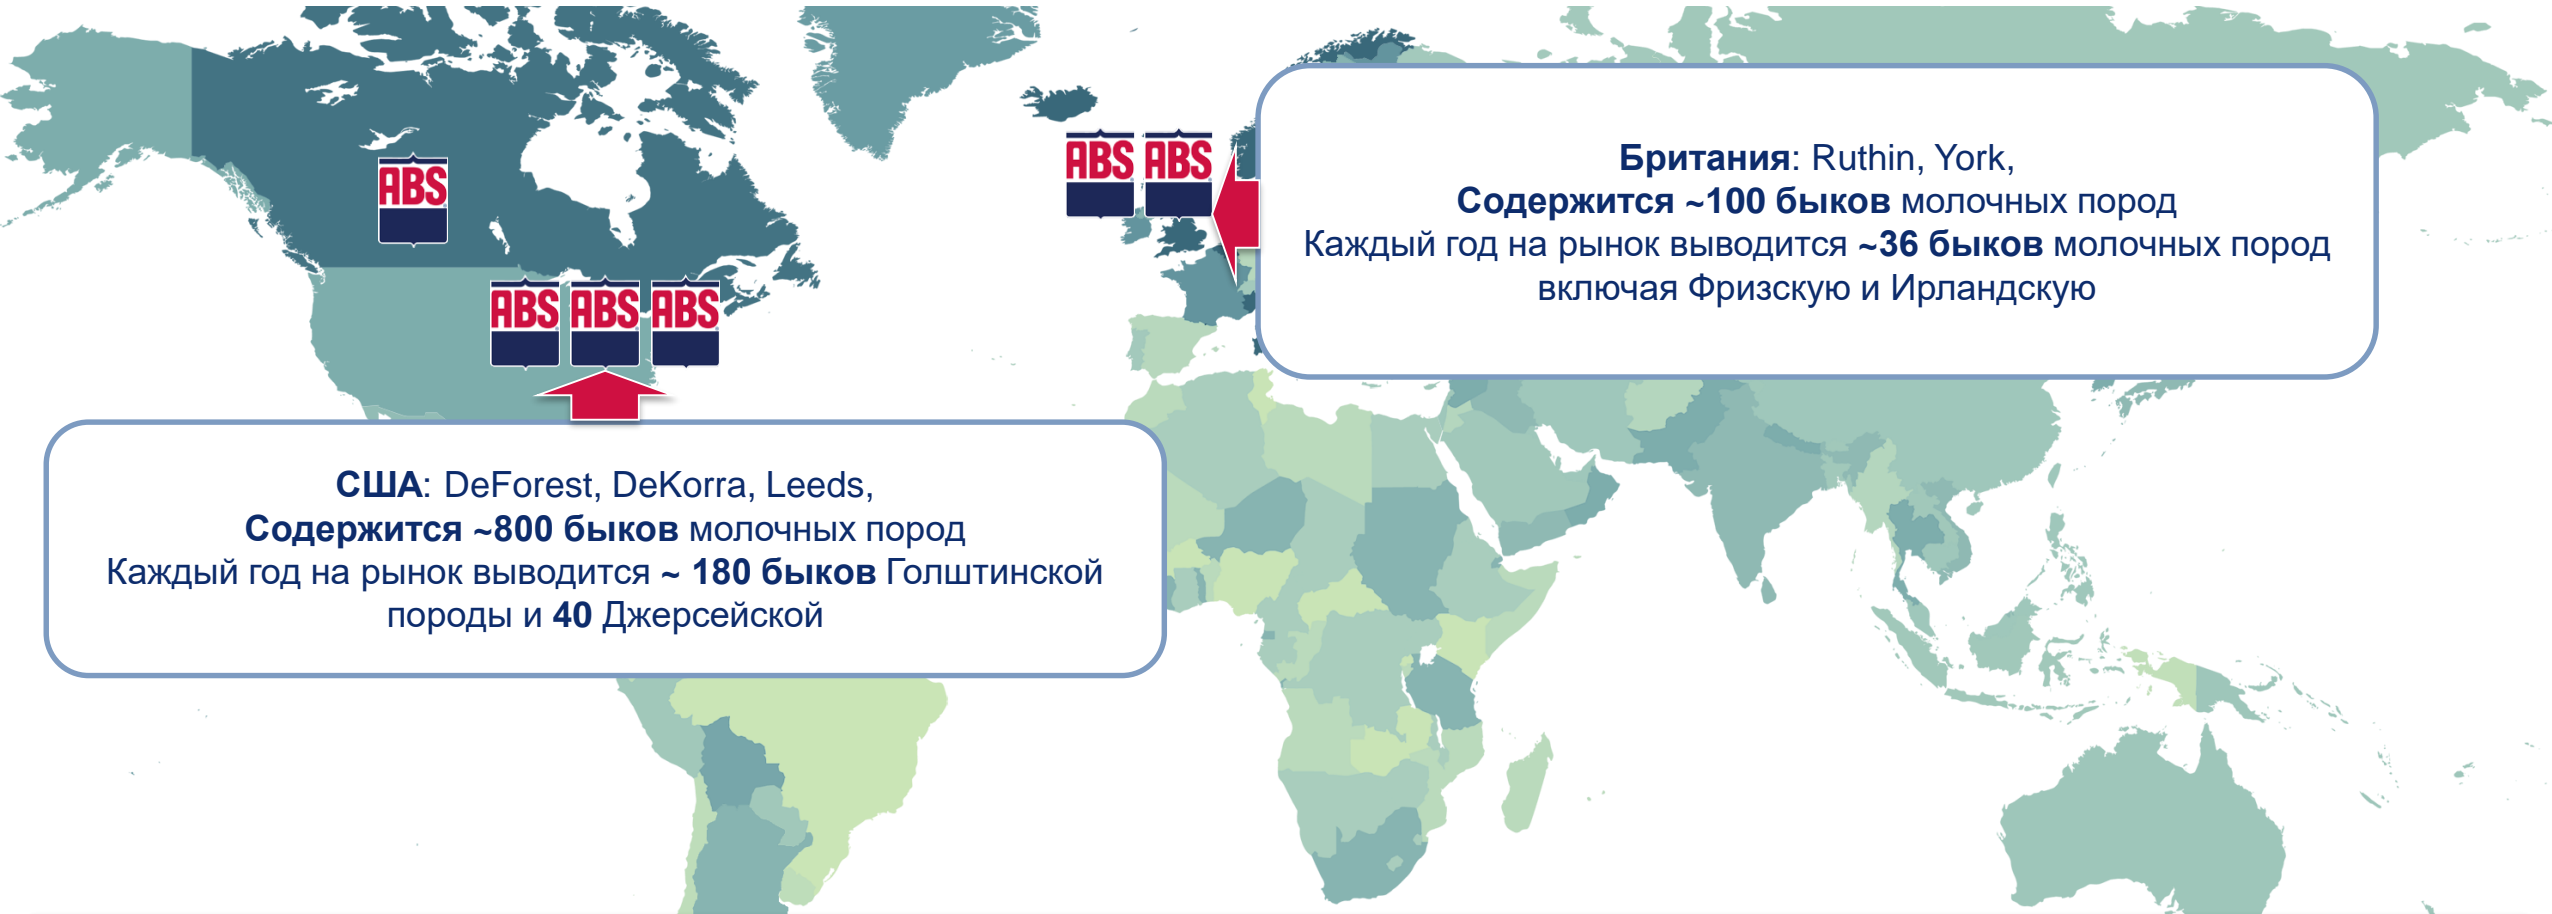 ABS
ABS ABS
ABS ABS ABS
Британия: Ruthin, York,
Содержится ~100 быков молочных пород
Каждый год на рынок выводится ~36 быков молочных пород
включая Фризскую и Ирландскую
США: DeForest, DeKorra, Leeds,
Содержится ~800 быков молочных пород
Каждый год на рынок выводится ~ 180 быков Голштинской
породы и 40 Джерсейской